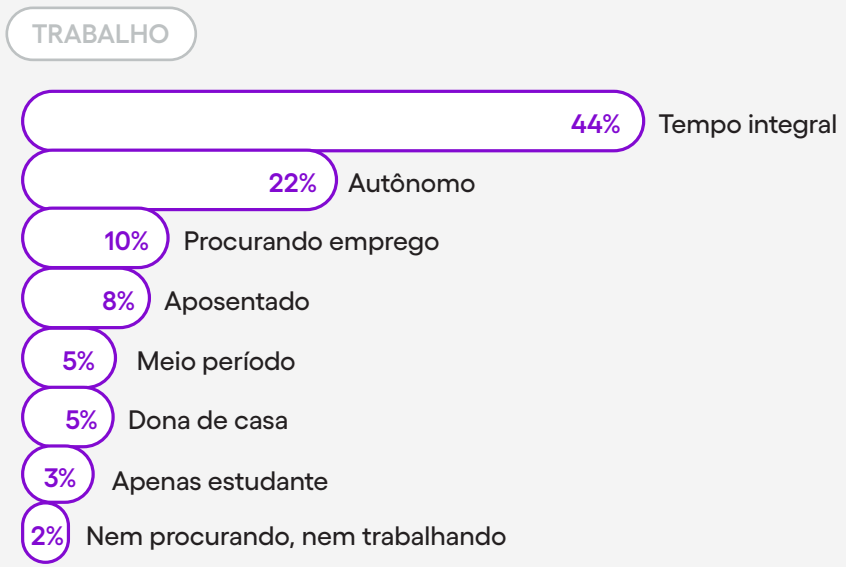 TRABALHO
44% Tempo integral
22% Autônomo
10% Procurando emprego
8% Aposentado
5% Meio período
5% Dona de casa
3% Apenas estudante
2% Nem procurando, nem trabalhando